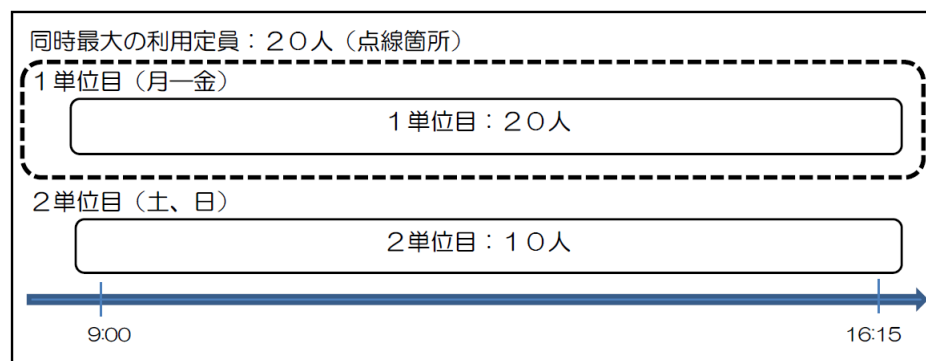 同時最大の利用定員：２０人（点線箇所）
１単位目（月―金）
１単位目：２０人
２単位目（土、日）
２単位目：１０人
9:00
16:15